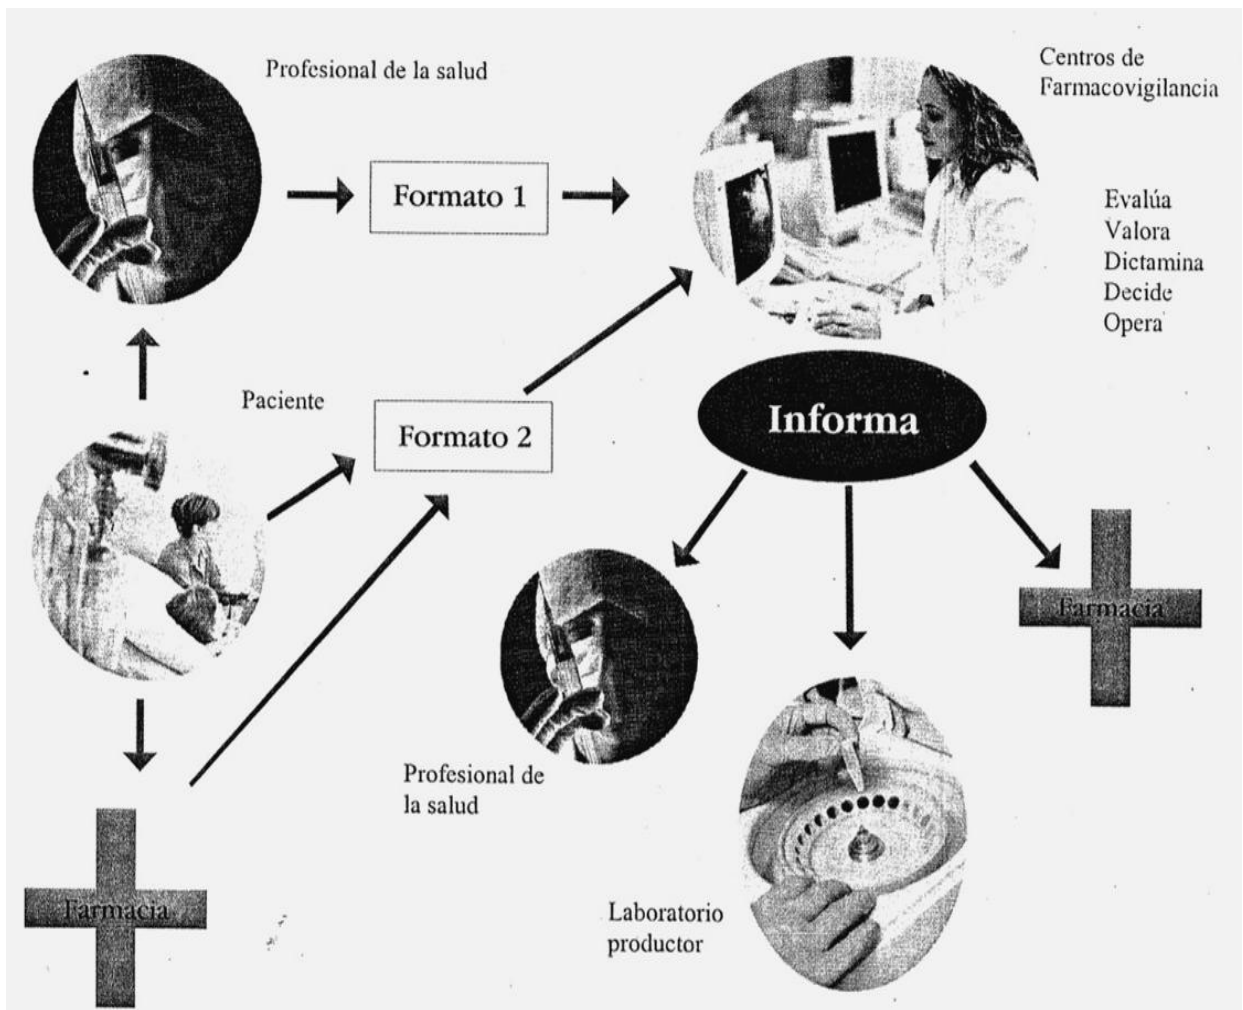 Profesional de la salud
Centros de
Farmacovigilancia
Formato 1
Evalúa
Valora
Dictamina
Decide
Opera
Paciente
Formato 2
Informa
Farmacia
Profesional de
la salud
Farmacia
Laboratorio
productor